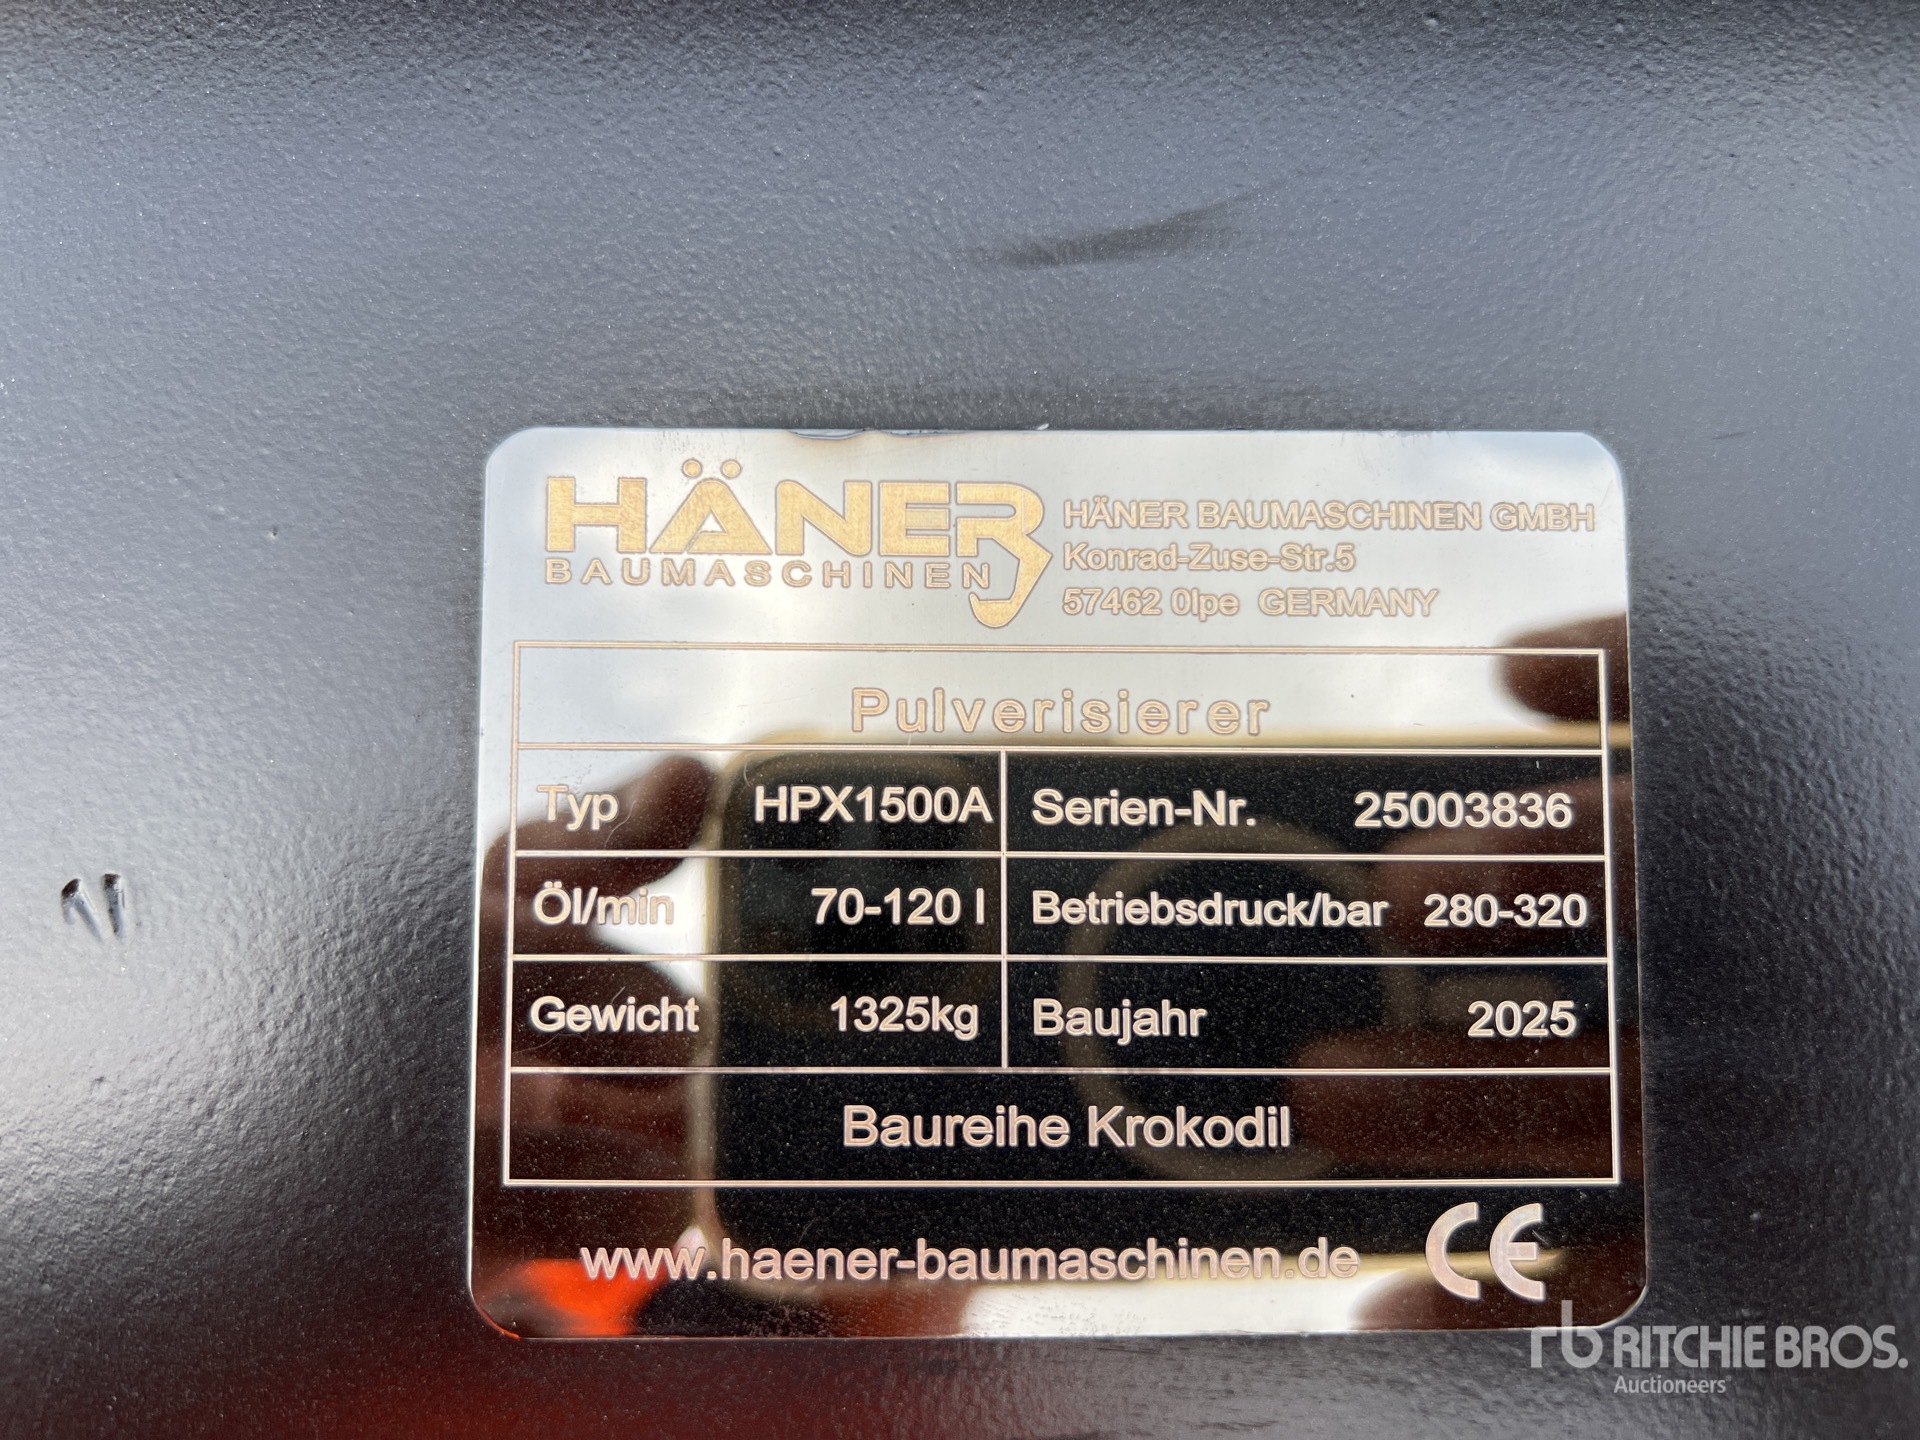 HÄNER
BAUMASCHINEN
HÄNER BAUMASCHINEN GMBH
Konrad-Zuse-Str.5
57462 Olpe GERMANY
Pulverisierer
Typ HPX1500A Serien-Nr. 25003836
Öl/min 70-120 l Betriebsdruck/bar 280-320
Gewicht 1325kg Baujahr 2025
Baureihe Krokodil
www.haener-baumaschinen.de CE
rb RITCHIE BROS.
Auctioneers